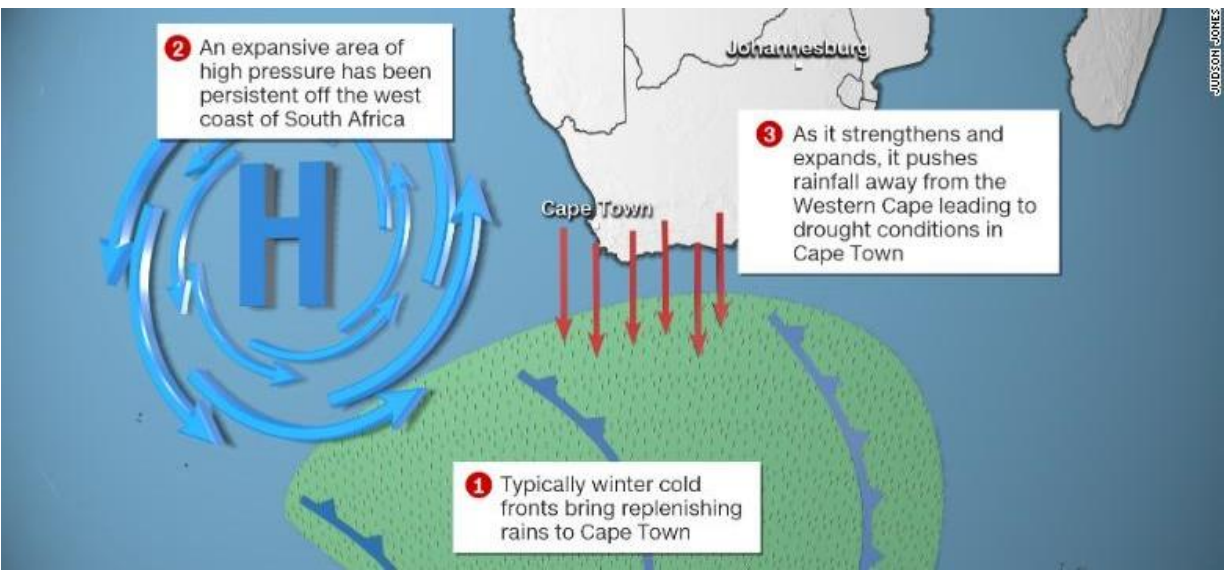 2 An expansive area of
high pressure has been
persistent off the west
coast of South Africa
H
Johannesburg
JUDSON JONES
3 As it strengthens and
expands, it pushes
rainfall away from the
Western Cape leading to
drought conditions in
Cape Town
Cape Town
1 Typically winter cold
fronts bring replenishing
rains to Cape Town